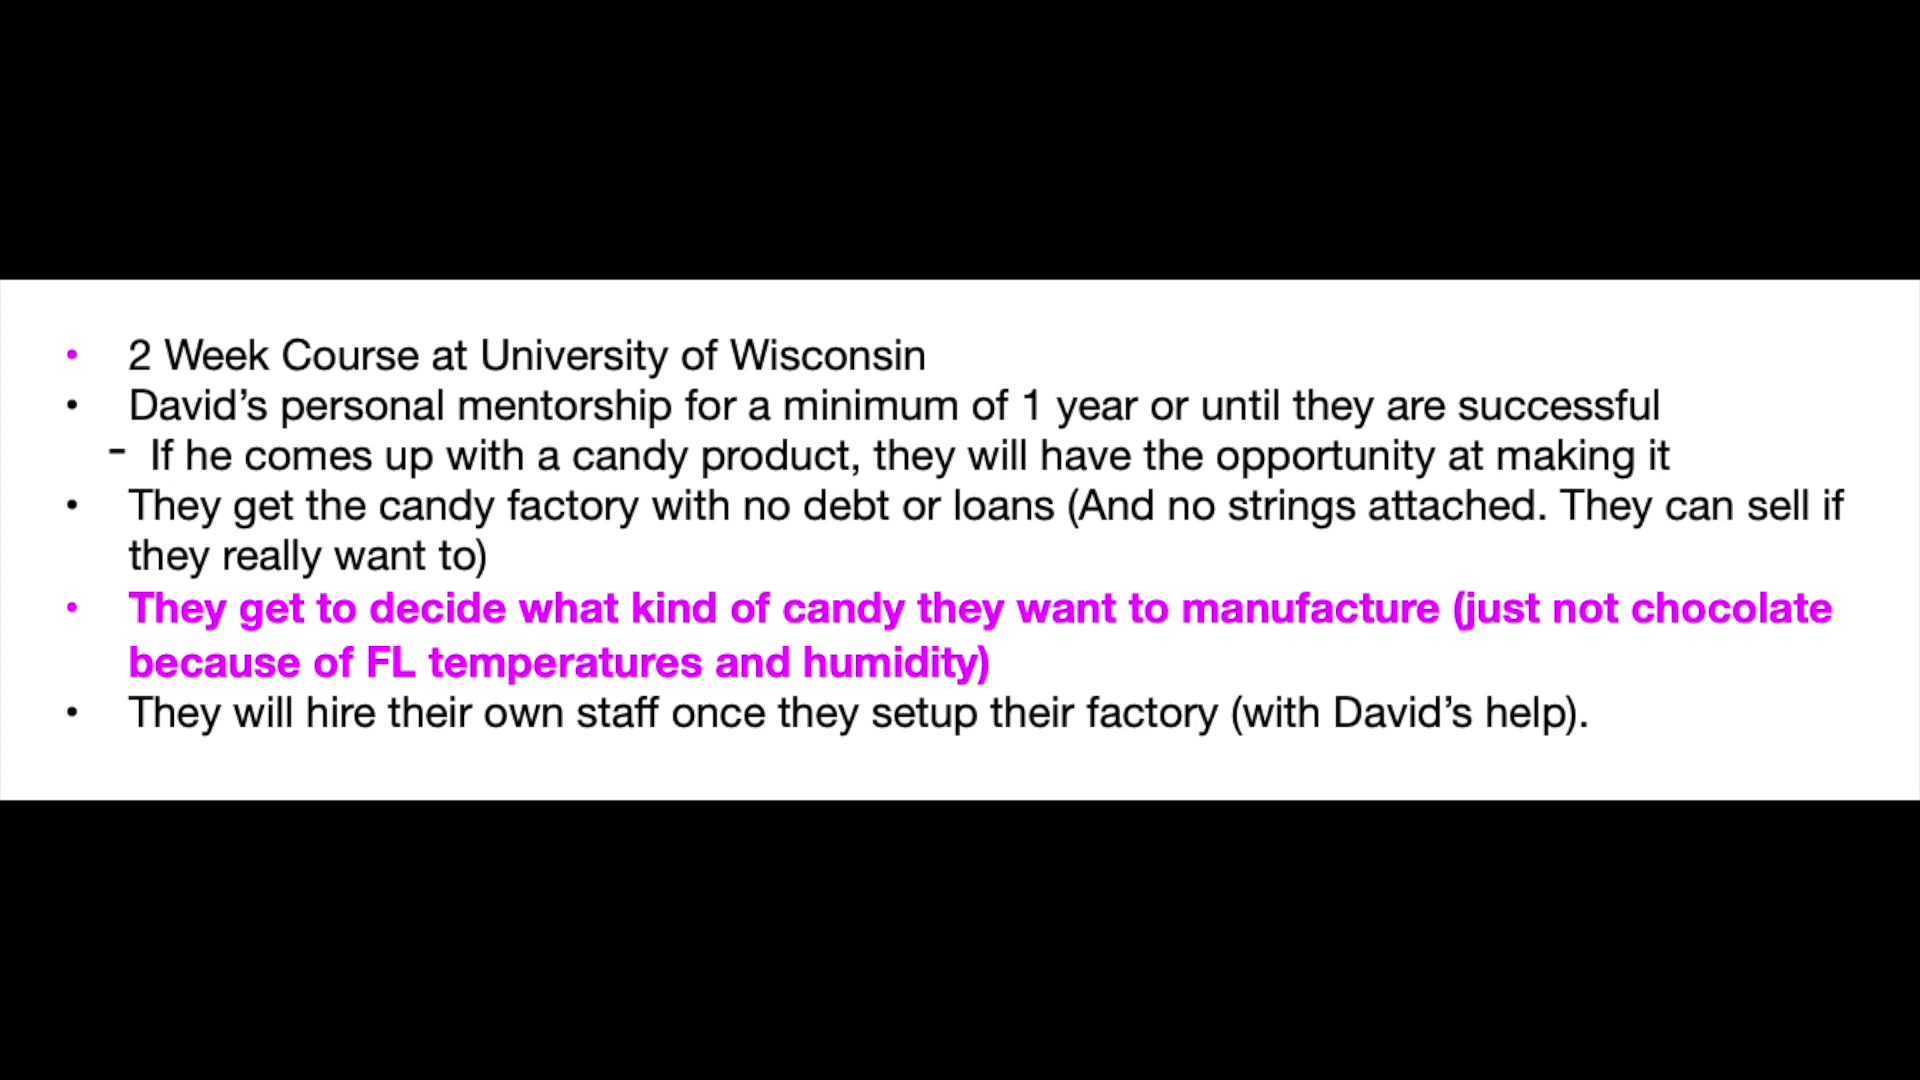 • 2 Week Course at University of Wisconsin
• David’s personal mentorship for a minimum of 1 year or until they are successful
- If he comes up with a candy product, they will have the opportunity at making it
• They get the candy factory with no debt or loans (And no strings attached. They can sell if
they really want to)
• They get to decide what kind of candy they want to manufacture (just not chocolate
because of FL temperatures and humidity)
• They will hire their own staff once they setup their factory (with David’s help).